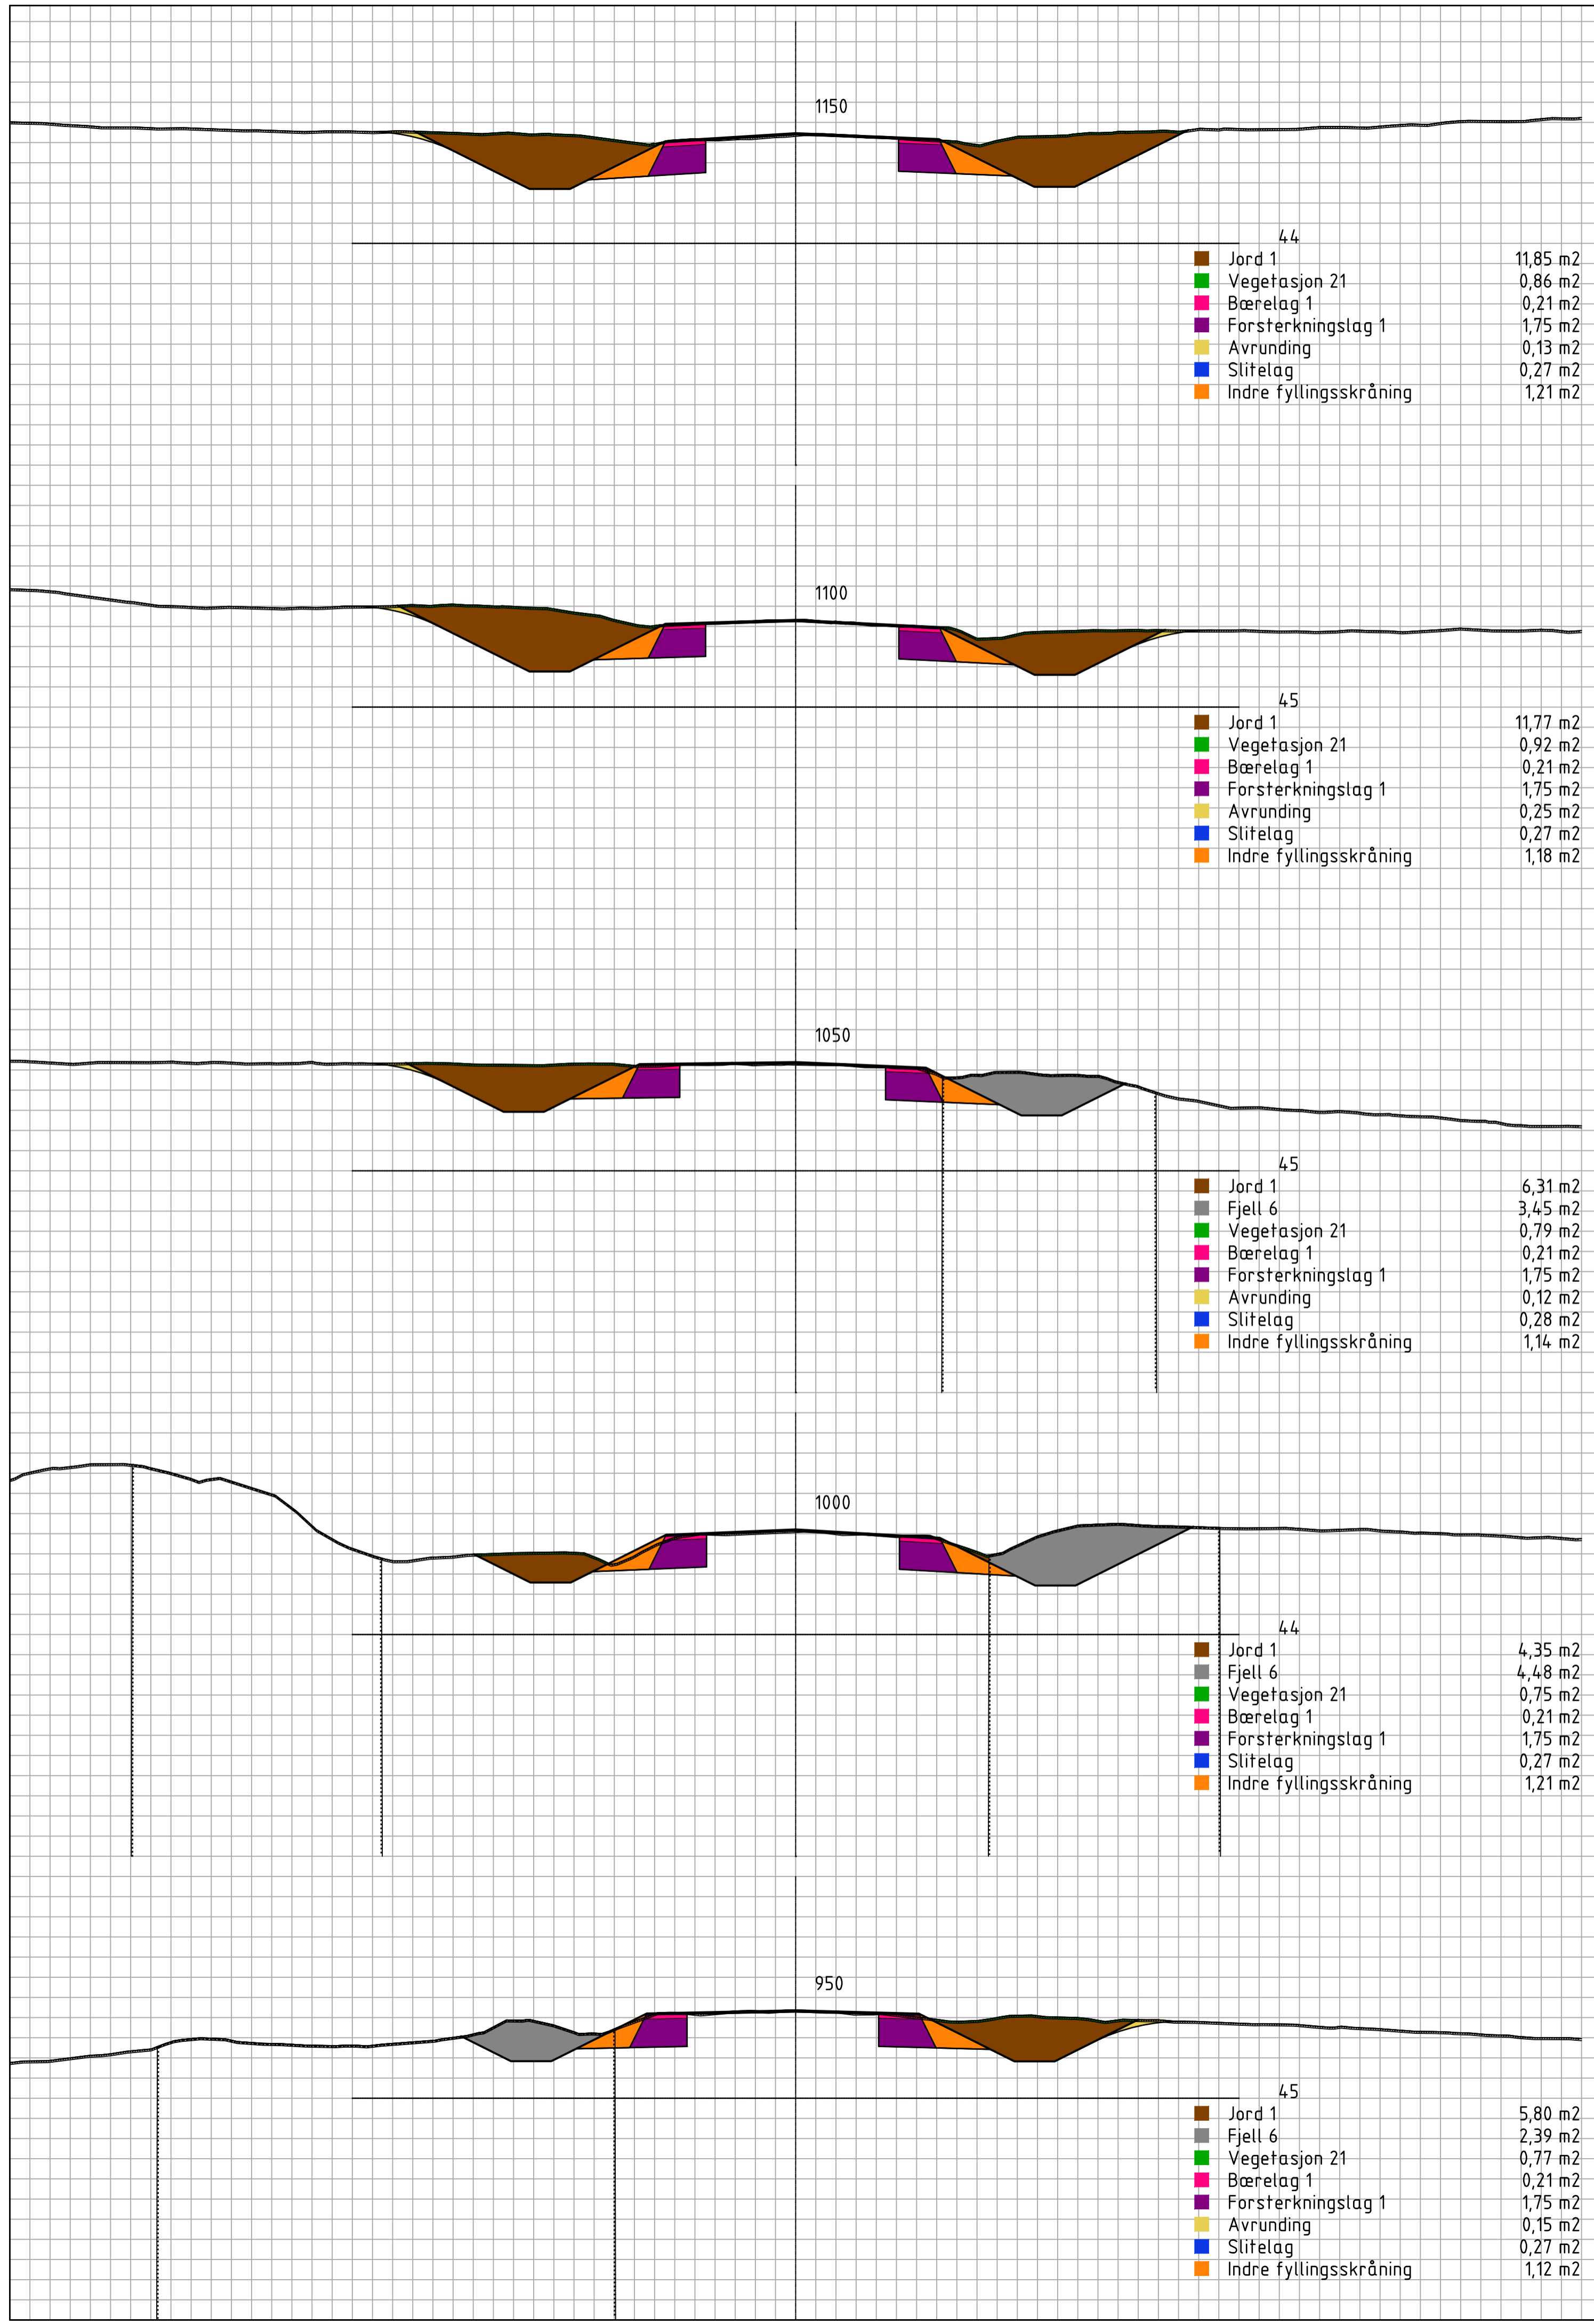 1150
44
Jord 1 11,85 m2
Vegetasjon 21 0,86 m2
Bærelag 1 0,21 m2
Forsterkningslag 1 1,75 m2
Avrunding 0,13 m2
Slitelag 0,27 m2
Indre fyllingsskråning 1,21 m2
1100
45
Jord 1 11,77 m2
Vegetasjon 21 0,92 m2
Bærelag 1 0,21 m2
Forsterkningslag 1 1,75 m2
Avrunding 0,25 m2
Slitelag 0,27 m2
Indre fyllingsskråning 1,18 m2
1050
45
Jord 1 6,31 m2
Fjell 6 3,45 m2
Vegetasjon 21 0,79 m2
Bærelag 1 0,21 m2
Forsterkningslag 1 1,75 m2
Avrunding 0,12 m2
Slitelag 0,28 m2
Indre fyllingsskråning 1,14 m2
1000
44
Jord 1 4,35 m2
Fjell 6 4,48 m2
Vegetasjon 21 0,75 m2
Bærelag 1 0,21 m2
Forsterkningslag 1 1,75 m2
Slitelag 0,27 m2
Indre fyllingsskråning 1,21 m2
950
45
Jord 1 5,80 m2
Fjell 6 2,39 m2
Vegetasjon 21 0,77 m2
Bærelag 1 0,21 m2
Forsterkningslag 1 1,75 m2
Avrunding 0,15 m2
Slitelag 0,27 m2
Indre fyllingsskråning 1,12 m2